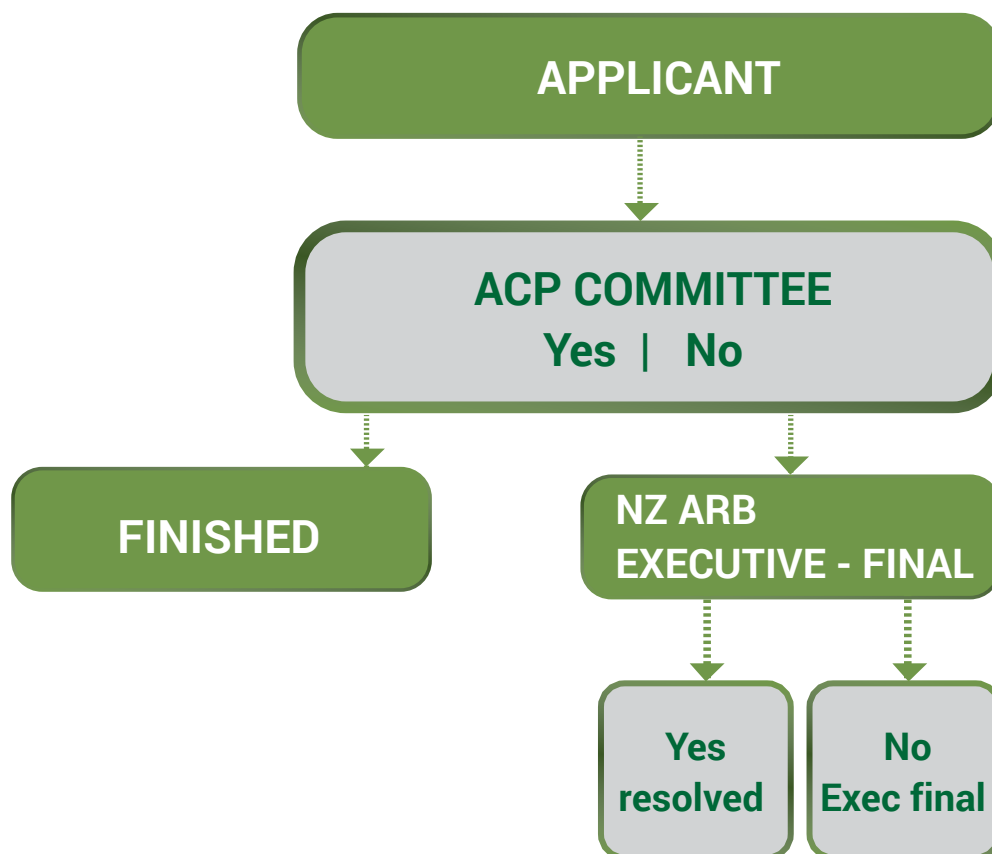 APPLICANT
ACP COMMITTEE
Yes | No
FINISHED
NZ ARB
EXECUTIVE - FINAL
Yes
resolved
No
Exec final